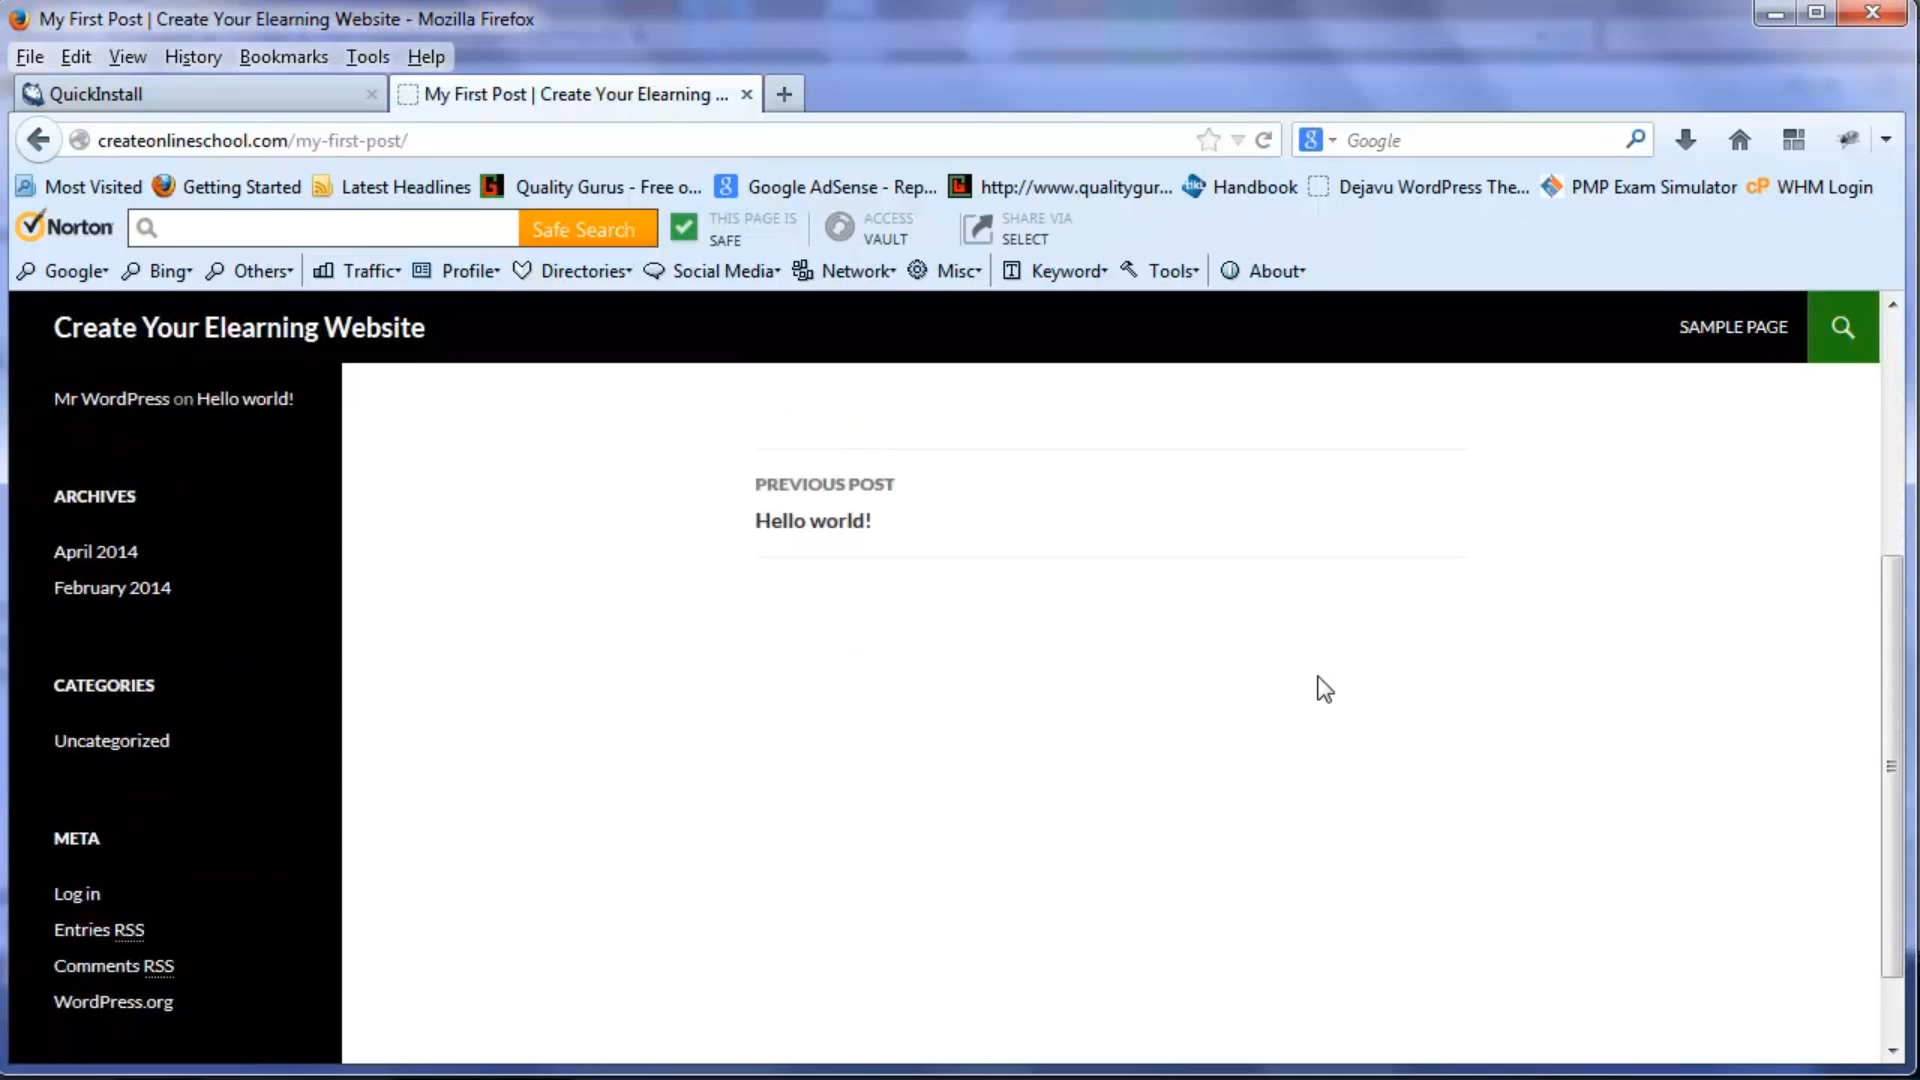 My First Post | Create Your Elearning Website - Mozilla Firefox
File Edit View History Bookmarks Tools Help
QuickInstall
My First Post | Create Your Elearning ...
createonlineschool.com/my-first-post/
Google
Most Visited Getting Started Latest Headlines Quality Gurus - Free o... Google AdSense - Rep... http://www.qualitygur... Handbook Dejavu WordPress The... PMP Exam Simulator WHM Login
Norton Safe Search THIS PAGE IS SAFE ACCESS VAULT SHARE VIA SELECT
Google Bing Others Traffic Profile Directories Social Media Network Misc Keyword Tools About
Create Your Elearning Website
SAMPLE PAGE
Mr WordPress on Hello world!
ARCHIVES
April 2014
February 2014
CATEGORIES
Uncategorized
META
Log in
Entries RSS
Comments RSS
WordPress.org
PREVIOUS POST
Hello world!